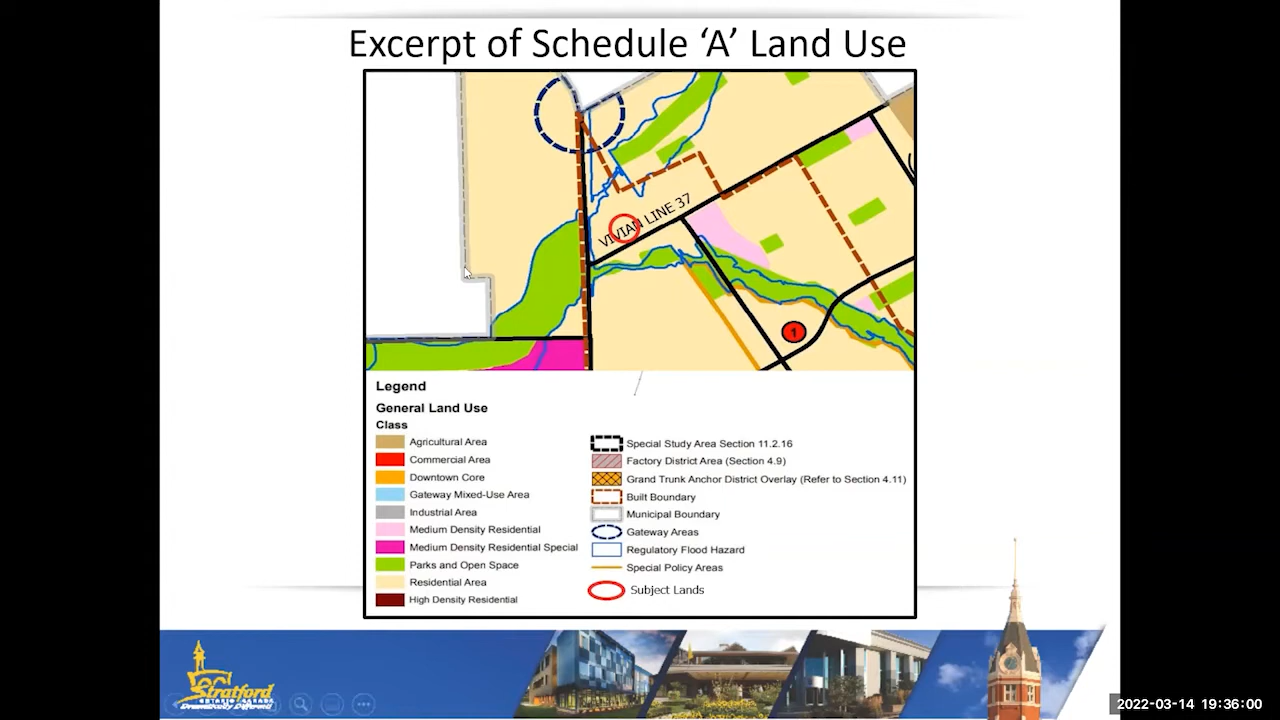 Excerpt of Schedule ‘A’ Land Use
VIVIAN LINE 37
1
Legend
General Land Use
Class
Agricultural Area
Commercial Area
Downtown Core
Gateway Mixed-Use Area
Industrial Area
Medium Density Residential
Medium Density Residential Special
Parks and Open Space
Residential Area
High Density Residential
Special Study Area Section 11.2.16
Factory District Area (Section 4.9)
Grand Trunk Anchor District Overlay (Refer to Section 4.11)
Built Boundary
Municipal Boundary
Gateway Areas
Regulatory Flood Hazard
Special Policy Areas
Subject Lands
Stratford
ONTARIO CANADA
Dramatically Different
2022-03-14 19:36:00